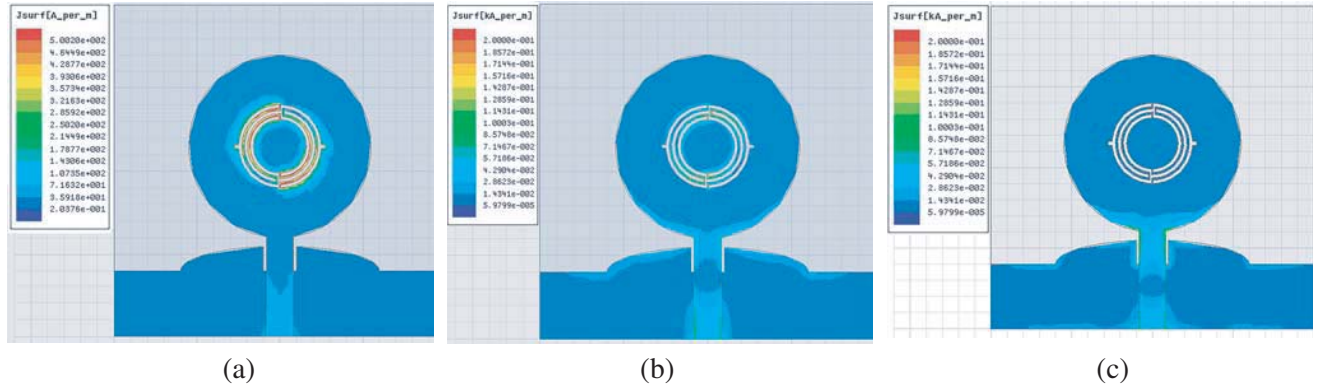 Jsurf[A_per_m]
5.0020e+002
4.6449e+002
4.2877e+002
3.9306e+002
3.5734e+002
3.2163e+002
2.8592e+002
2.5020e+002
2.1449e+002
1.7877e+002
1.4306e+002
1.0735e+002
7.1632e+001
3.5918e+001
2.0376e-001
(a)
Jsurf[kA_per_m]
2.0000e-001
1.8572e-001
1.7144e-001
1.5716e-001
1.4287e-001
1.2859e-001
1.1431e-001
1.0003e-001
8.5748e-002
7.1467e-002
5.7186e-002
4.2904e-002
2.8623e-002
1.4341e-002
5.9799e-005
(b)
Jsurf[kA_per_m]
2.0000e-001
1.8572e-001
1.7144e-001
1.5716e-001
1.4287e-001
1.2859e-001
1.1431e-001
1.0003e-001
8.5748e-002
7.1467e-002
5.7186e-002
4.2904e-002
2.8623e-002
1.4341e-002
5.9799e-005
(c)